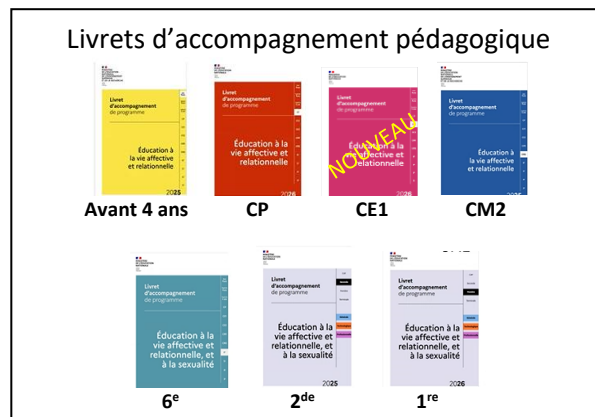 Livrets d’accompagnement pédagogique
Livret
d'accompagnement
de programme
Éducation à
la vie affective
et relationnelle
2025
Avant 4 ans
Livret
d'accompagnement
de programme
Éducation à la
vie affective et
relationnelle
2026
CP
Livret
d'accompagnement
de programme
Éducation à la
vie affective et
relationnelle
NOUVEAU
2026
CE1
Livret
d'accompagnement
de programme
Éducation à la
vie affective
et relationnelle
CM2
Livret
d'accompagnement
de programme
Éducation à la
vie affective et
relationnelle, et
à la sexualité
6e
Livret
d'accompagnement
de programme
Éducation à la
vie affective et
relationnelle, et
à la sexualité
2025
2de
Livret
d'accompagnement
de programme
Éducation à la
vie affective et
relationnelle, et
à la sexualité
2026
1re